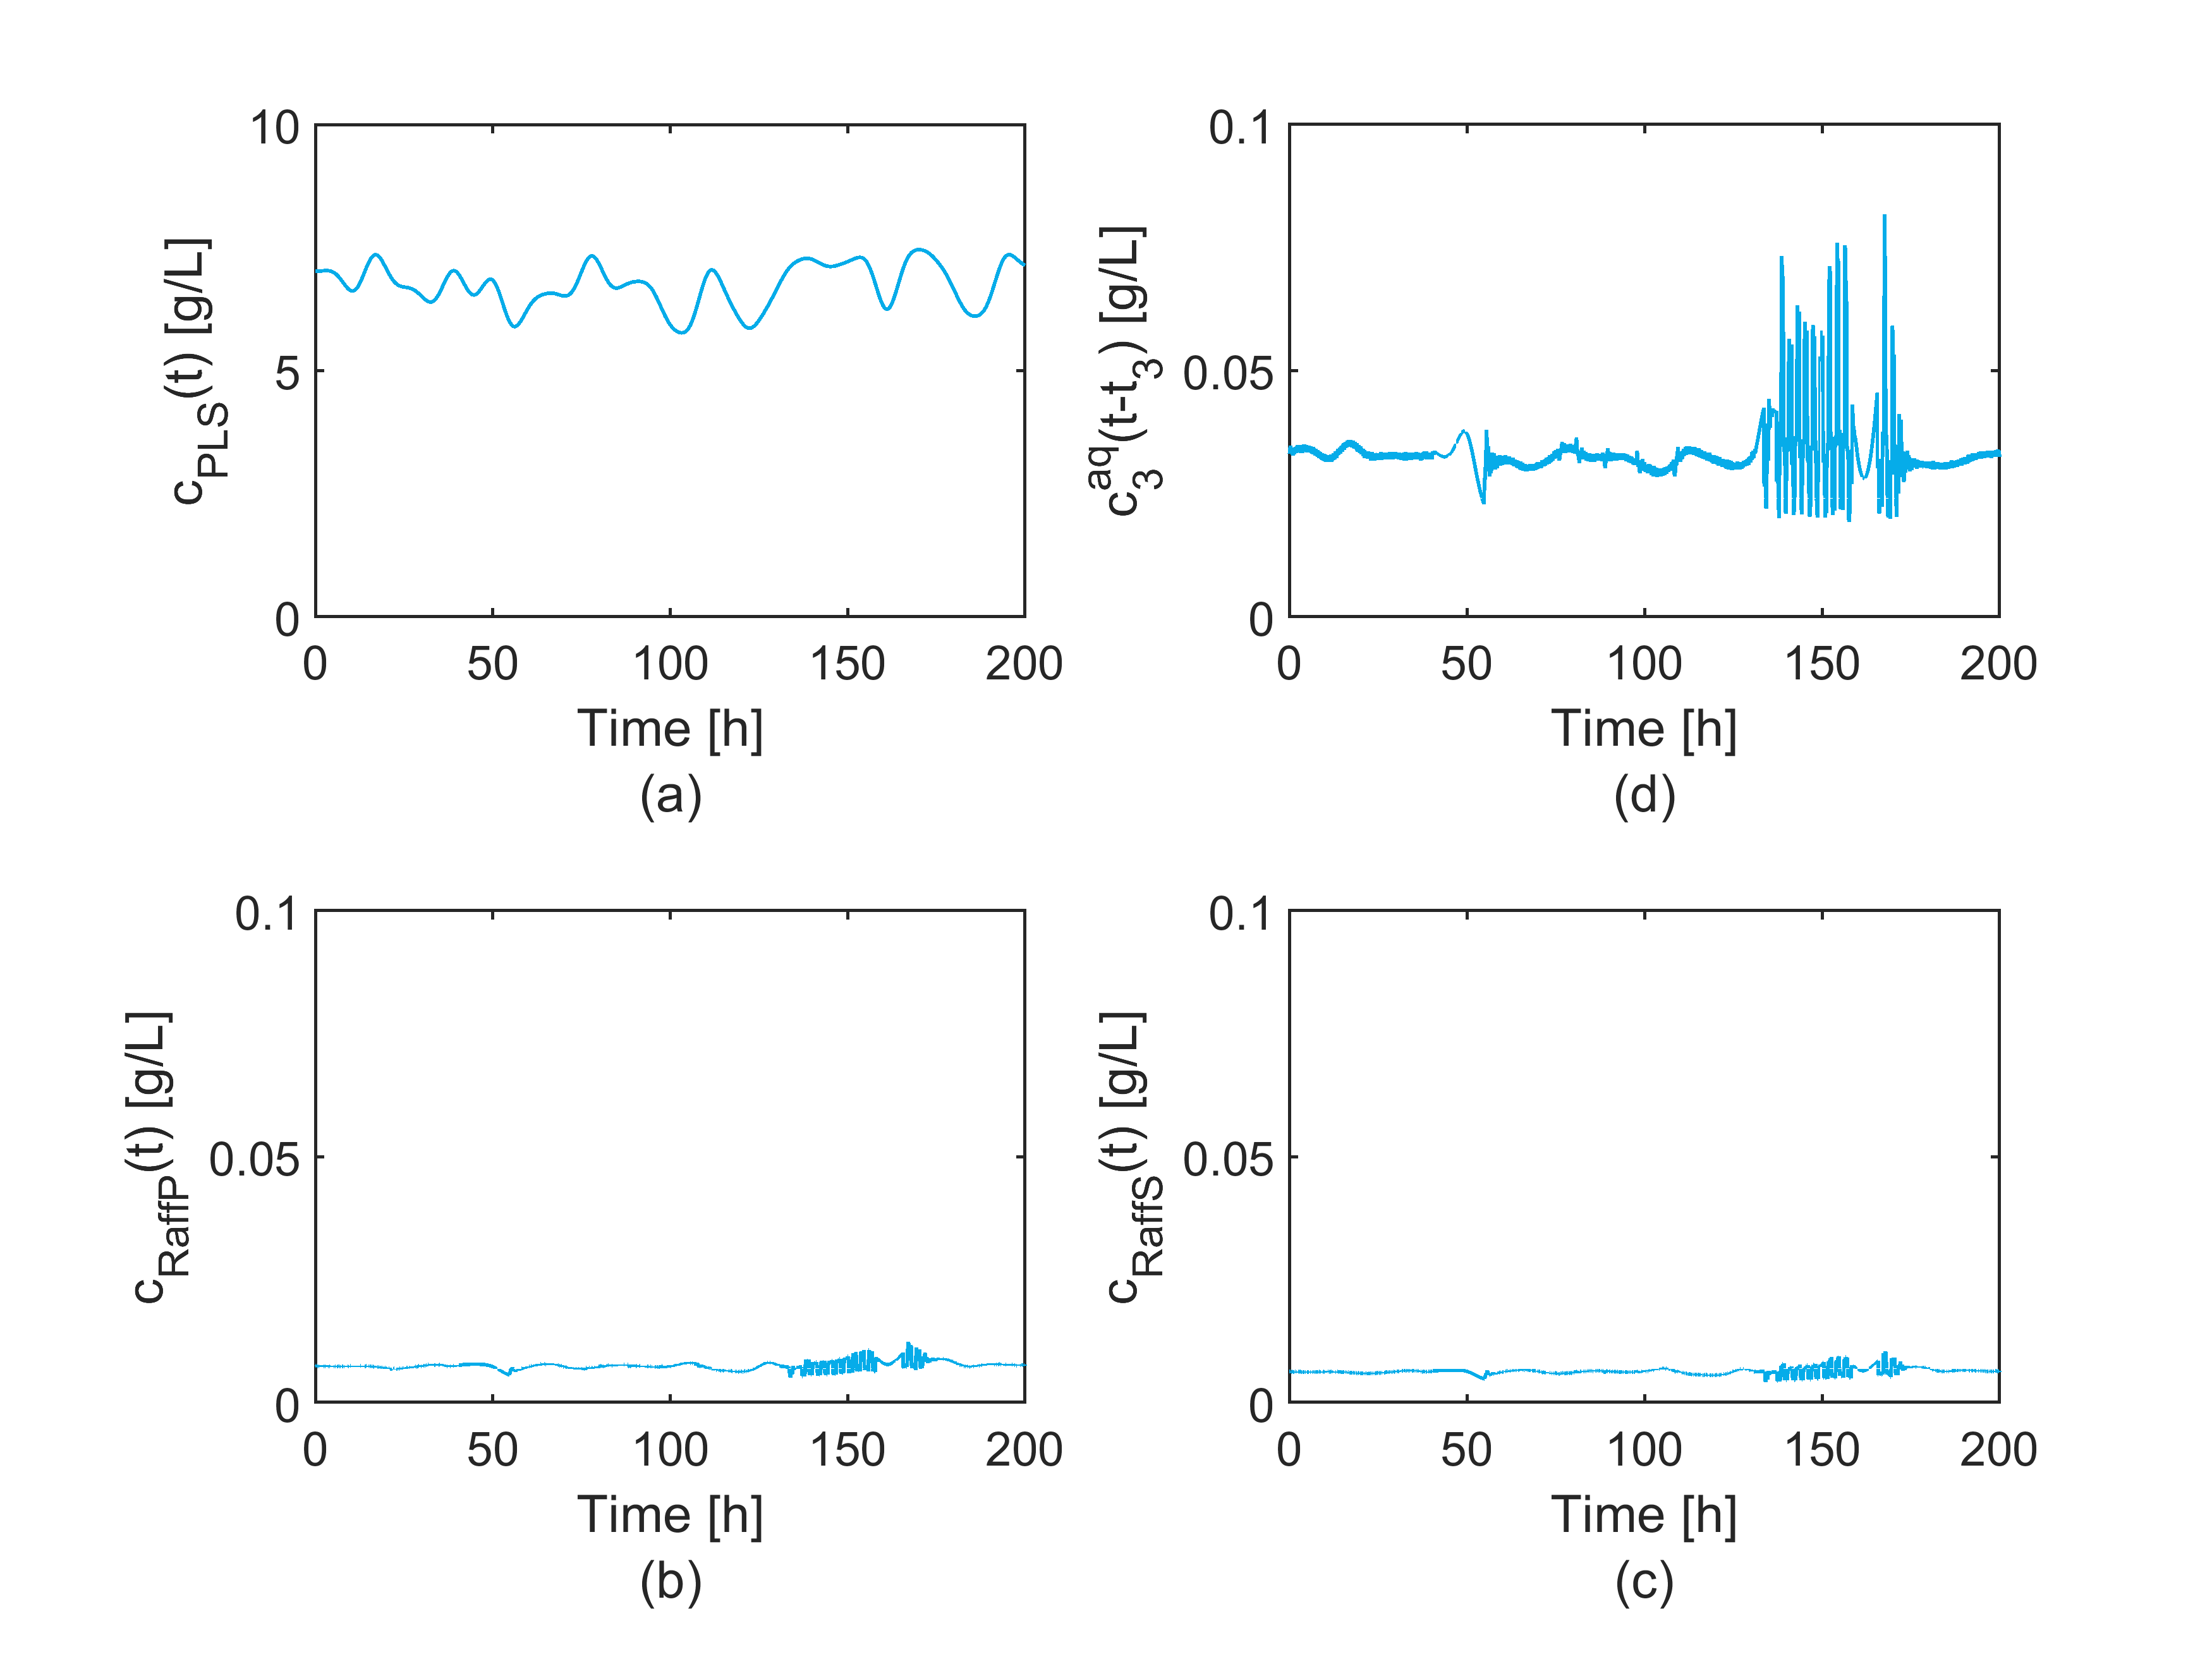 c_PLS(t) [g/L]
10
5
0
0 50 100 150 200
Time [h]
(a)
c_3^aq(t-t_3) [g/L]
0.1
0.05
0
0 50 100 150 200
Time [h]
(d)
c_RaffP(t) [g/L]
0.1
0.05
0
0 50 100 150 200
Time [h]
(b)
c_RaffS(t) [g/L]
0.1
0.05
0
0 50 100 150 200
Time [h]
(c)